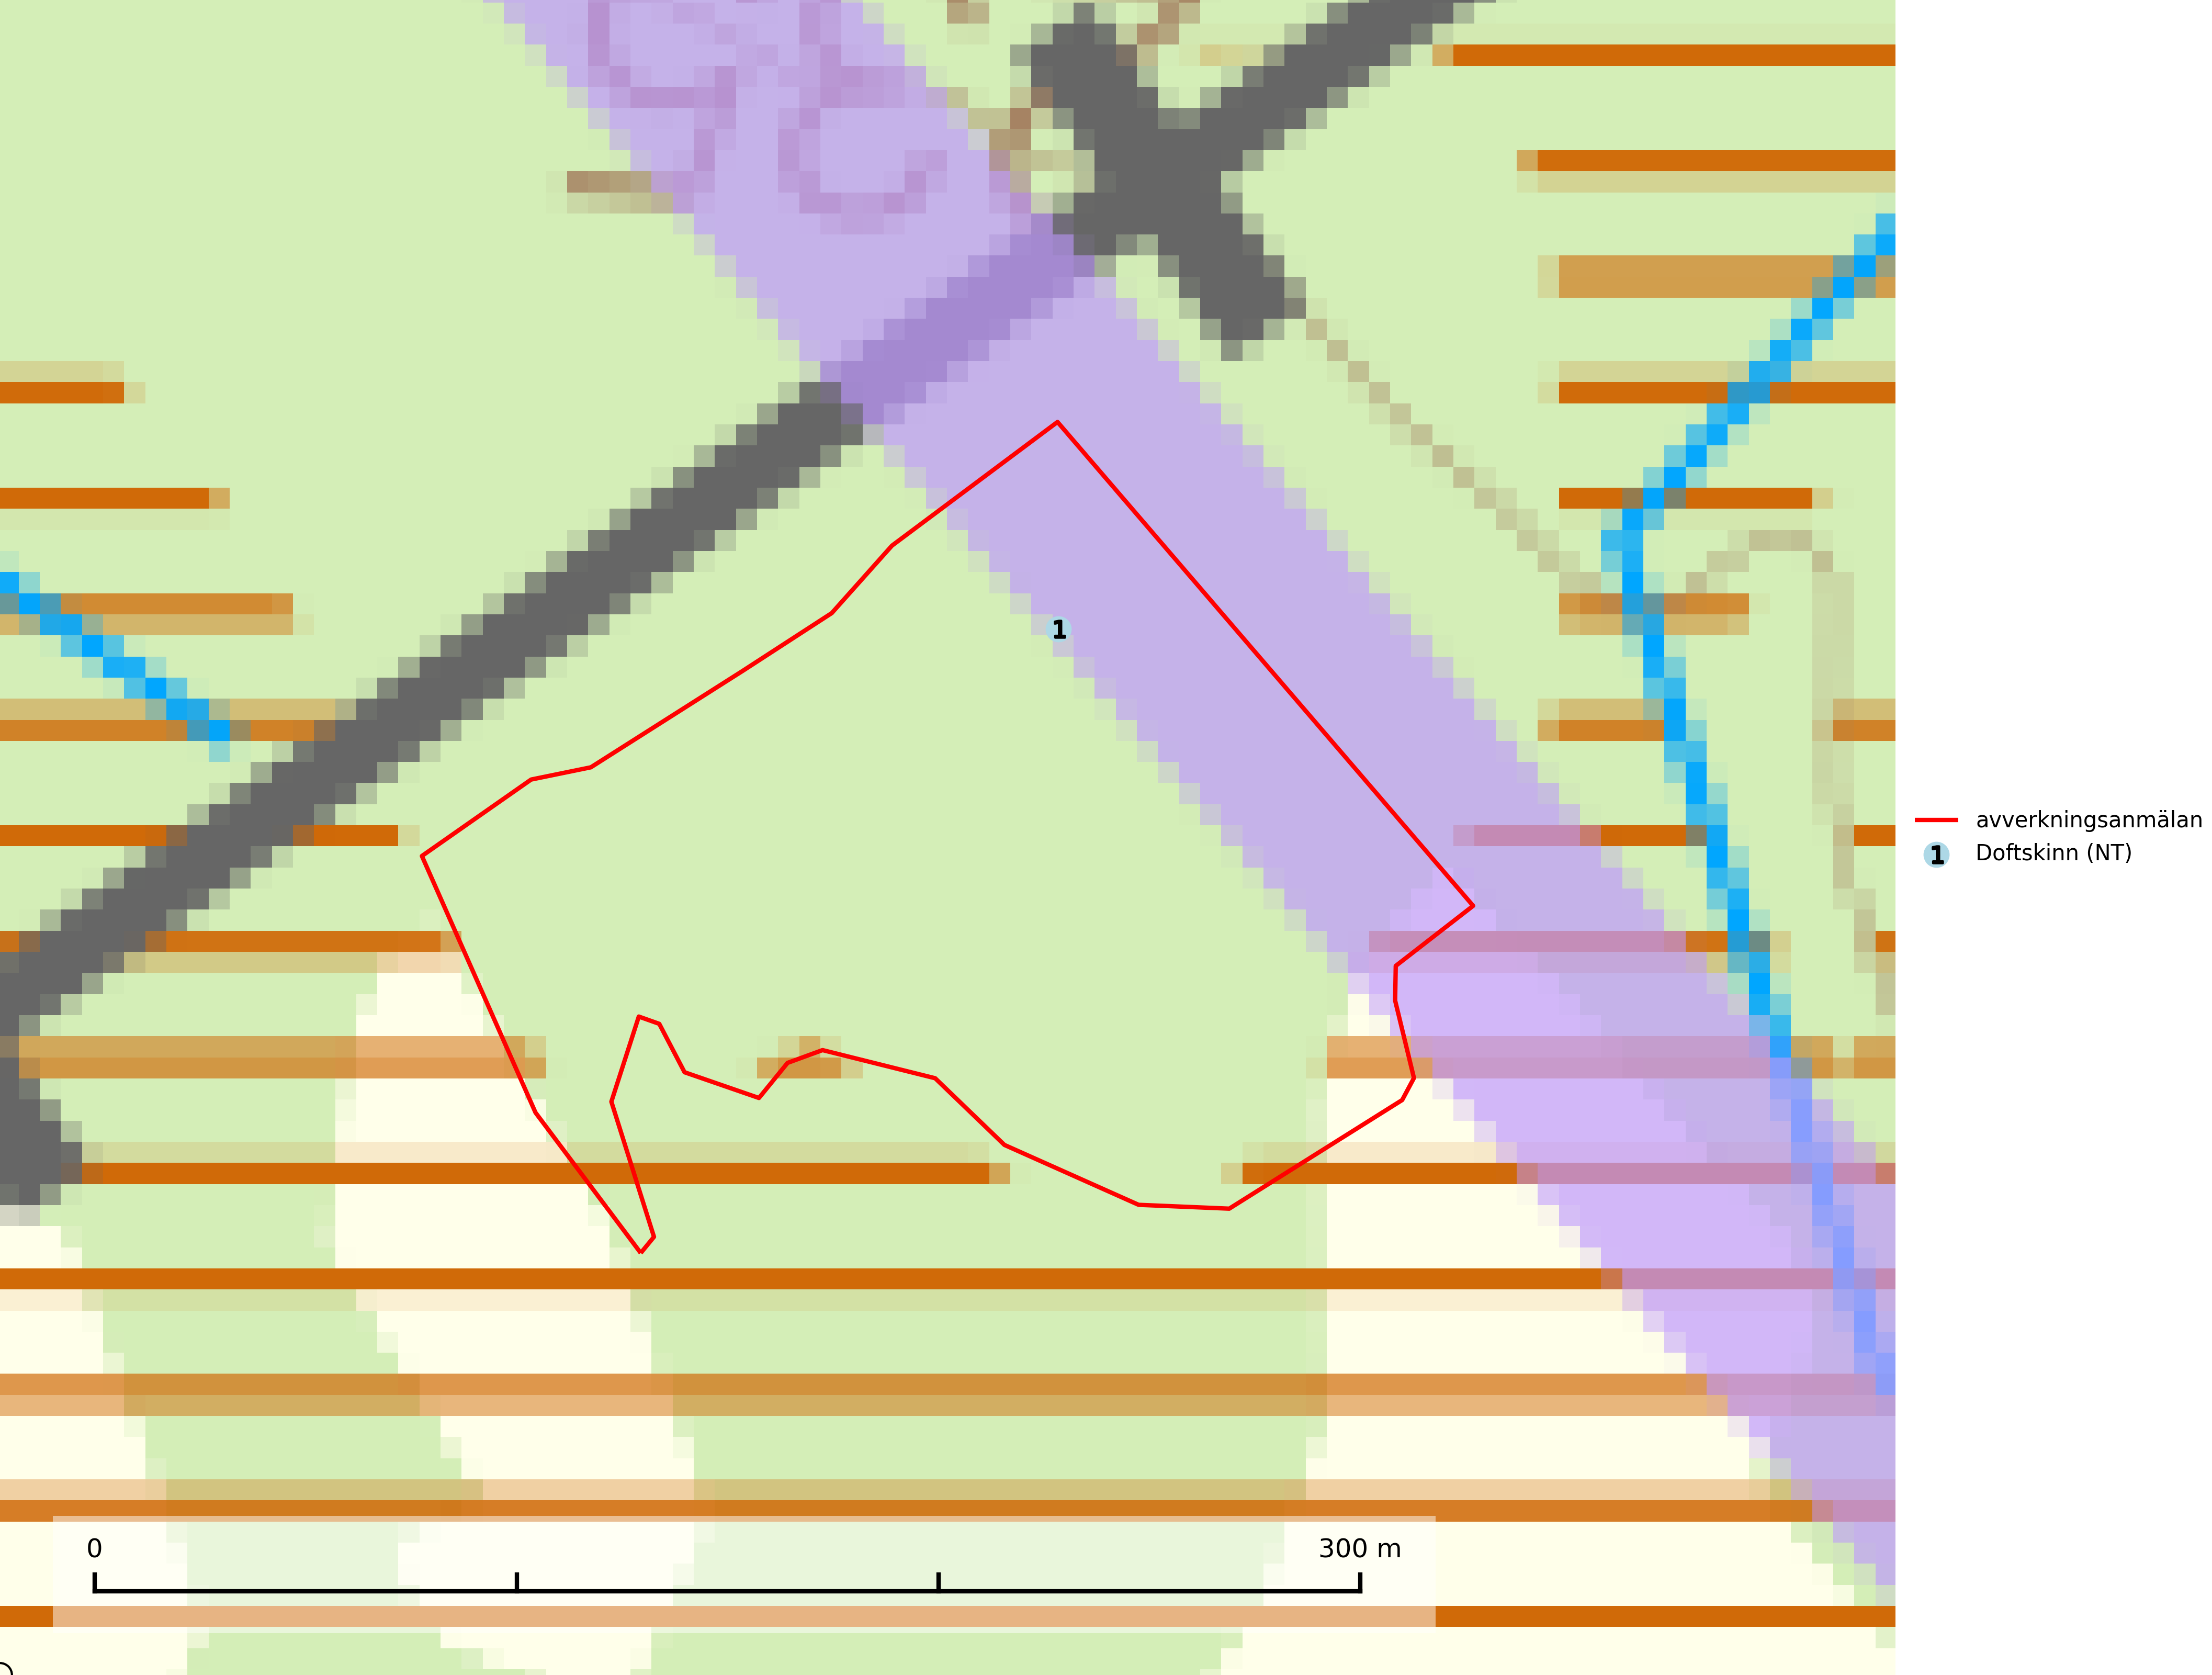 1
avverkningsanmälan
1 Doftskinn (NT)
0 300 m